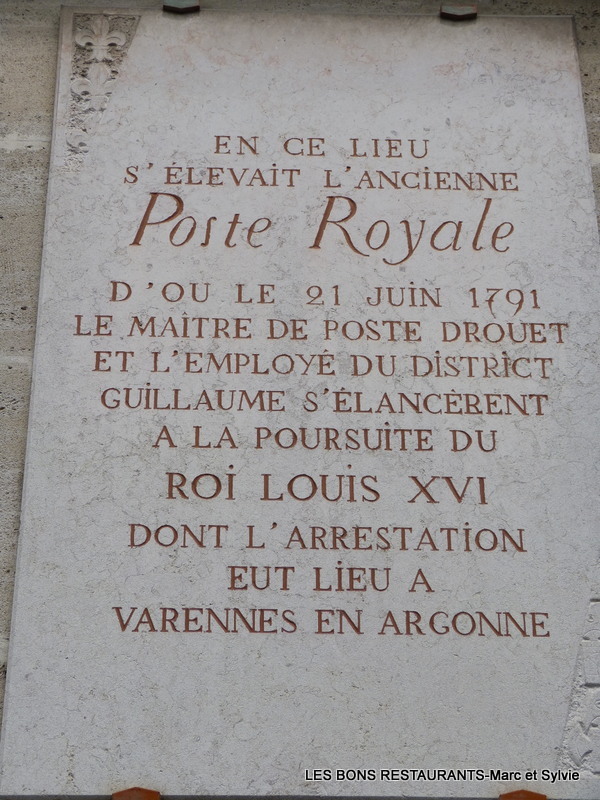 EN CE LIEU
S'ÉLEVAIT L'ANCIENNE
Poste Royale
D'OU LE 21 JUIN 1791
LE MAITRE DE POSTE DROUET
ET L'EMPLOYÉ DU DISTRICT
GUILLAUME S'ÉLANCÈRENT
A LA POURSUITE DU
ROI LOUIS XVI
DONT L'ARRESTATION
EUT LIEU A
VARENNES EN ARGONNE
LES BONS RESTAURANTS-Marc et Sylvie